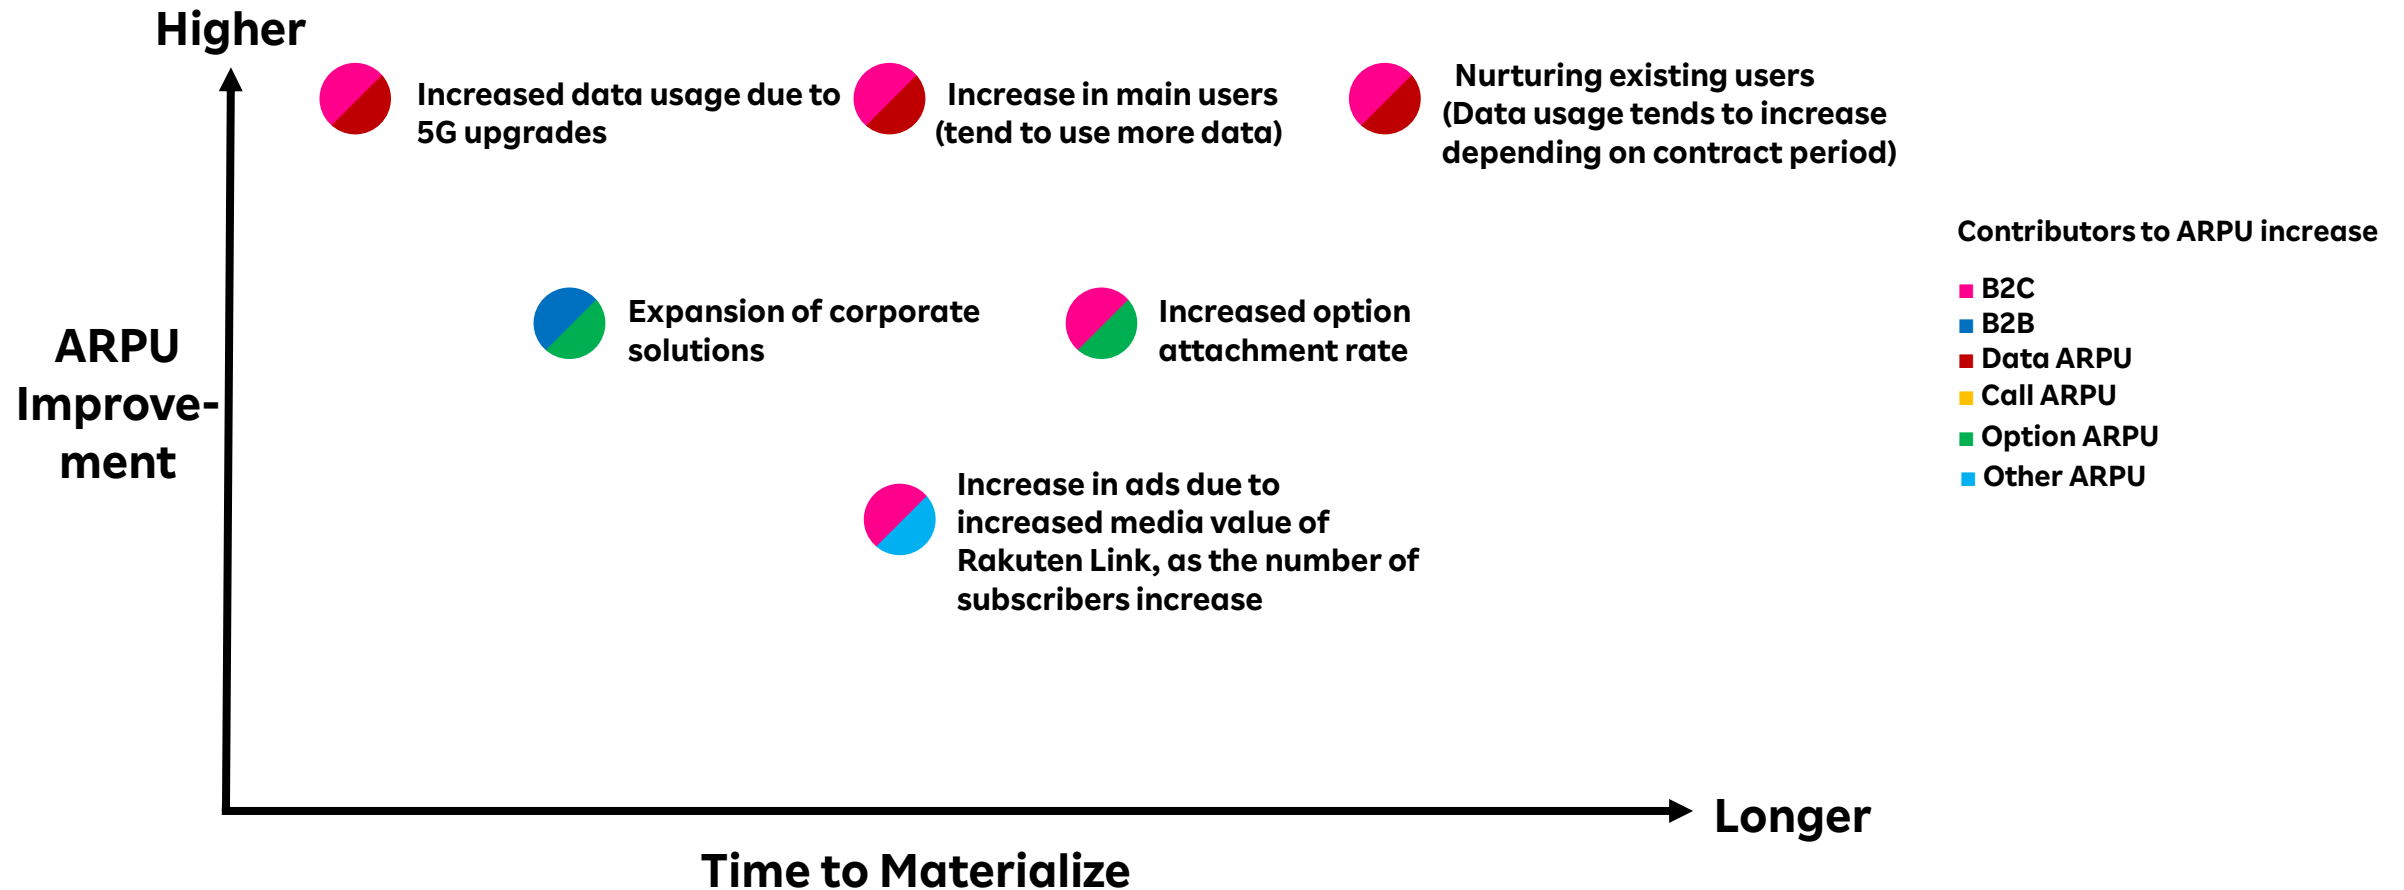 Higher
Increased data usage due to
5G upgrades
Increase in main users
(tend to use more data)
Nurturing existing users
(Data usage tends to increase
depending on contract period)
Contributors to ARPU increase
B2C
B2B
Data ARPU
Call ARPU
Option ARPU
Other ARPU
ARPU
Improve-
ment
Expansion of corporate
solutions
Increased option
attachment rate
Increase in ads due to
increased media value of
Rakuten Link, as the number of
subscribers increase
Longer
Time to Materialize